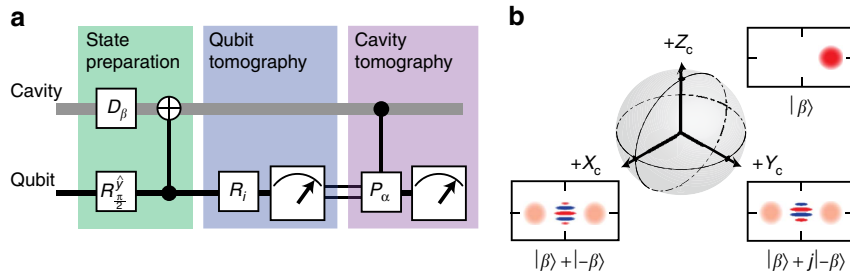 a
State preparation
Qubit tomography
Cavity tomography
Cavity
D_β
Qubit
R^ŷ_π/2
R_i
P_α
b
+Z_c
|β⟩
+X_c
+Y_c
|β⟩ + |−β⟩
|β⟩ + j|−β⟩